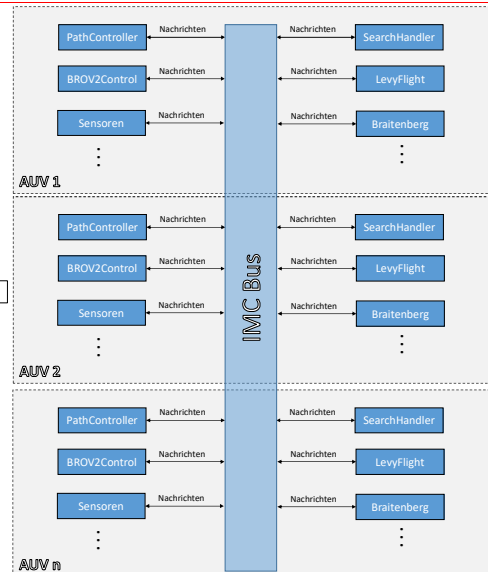 PathController Nachrichten Nachrichten SearchHandler
BROV2Control Nachrichten Nachrichten LevyFlight
Sensoren Nachrichten Nachrichten Braitenberg
AUV 1
PathController Nachrichten Nachrichten SearchHandler
BROV2Control Nachrichten Nachrichten LevyFlight
Sensoren Nachrichten Nachrichten Braitenberg
AUV 2
IMC Bus
PathController Nachrichten Nachrichten SearchHandler
BROV2Control Nachrichten Nachrichten LevyFlight
Sensoren Nachrichten Nachrichten Braitenberg
AUV n